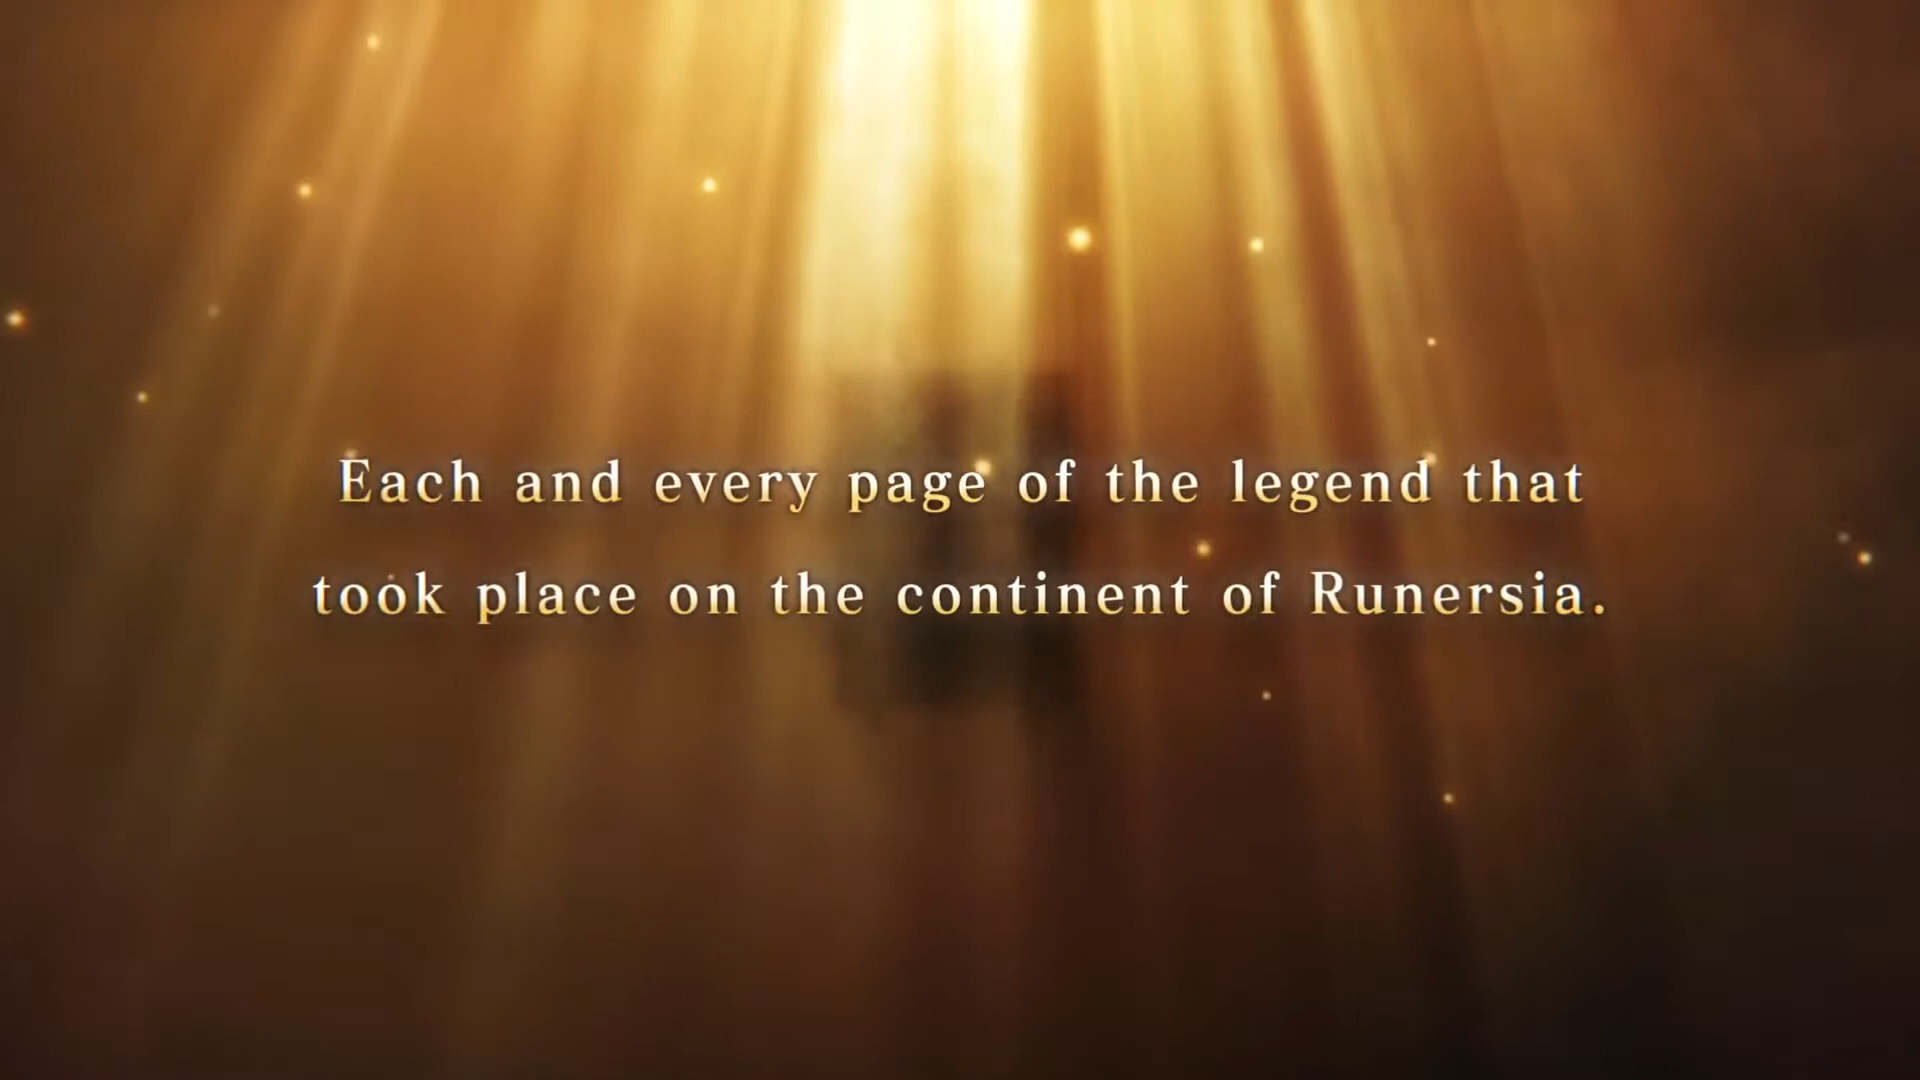 Each and every page of the legend that
took place on the continent of Runersia.